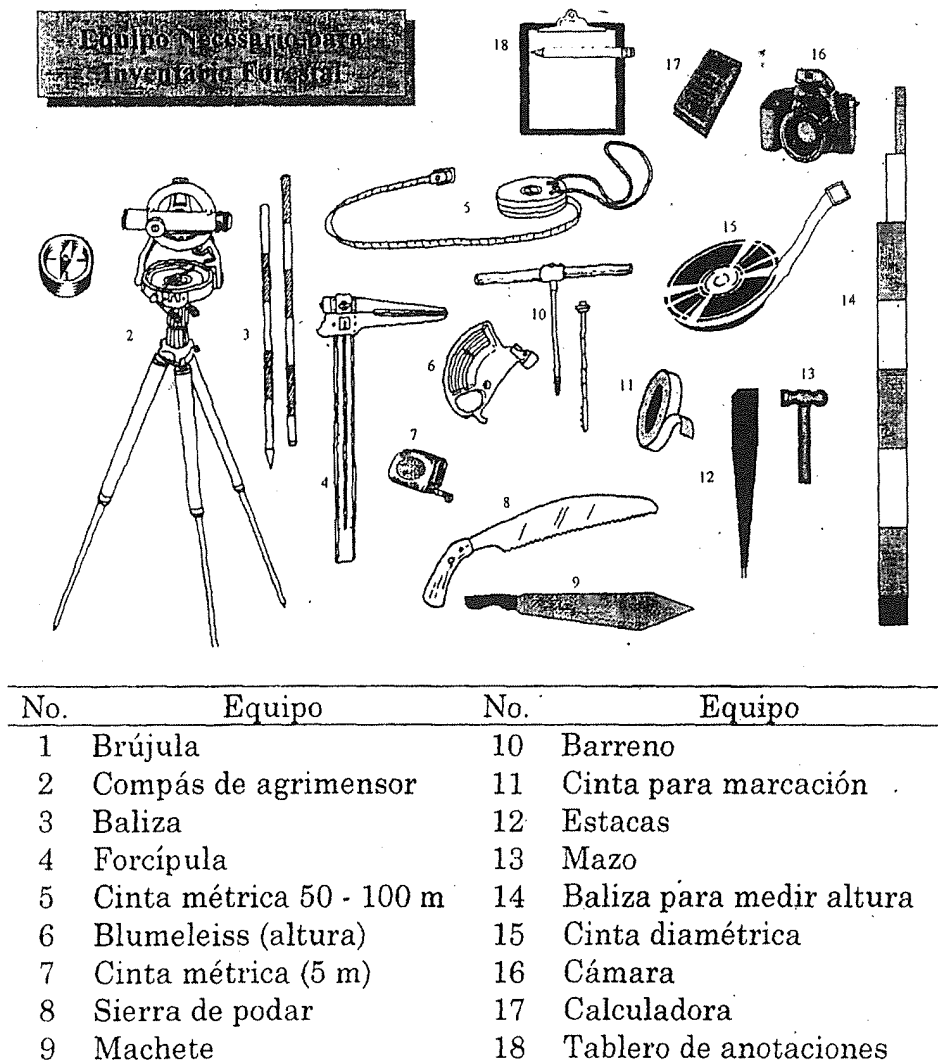 Equipo Necesario para
Inventario Forestal
18
17
16
5
15
14
2
3
10
6
11
13
7
12
4
8
9
No. Equipo No. Equipo
1 Brújula 10 Barreno
2 Compás de agrimensor 11 Cinta para marcación
3 Baliza 12 Estacas
4 Forcípula 13 Mazo
5 Cinta métrica 50 - 100 m 14 Baliza para medir altura
6 Blumeleiss (altura) 15 Cinta diamétrica
7 Cinta métrica (5 m) 16 Cámara
8 Sierra de podar 17 Calculadora
9 Machete 18 Tablero de anotaciones